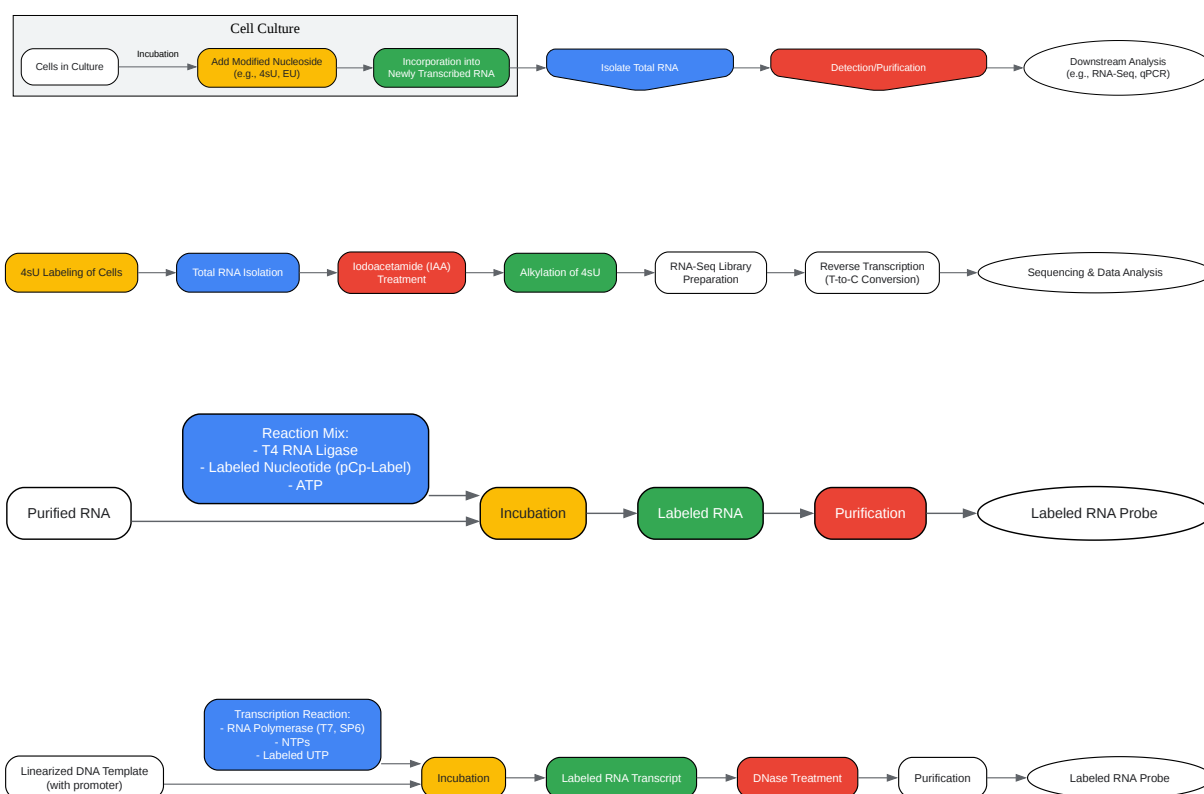 Cell Culture
Cells in Culture
Incubation
Add Modified Nucleoside
(e.g., 4sU, EU)
Incorporation into
Newly Transcribed RNA
Isolate Total RNA
Detection/Purification
Downstream Analysis
(e.g., RNA-Seq, qPCR)
4sU Labeling of Cells
Total RNA Isolation
Iodoacetamide (IAA)
Treatment
Alkylation of 4sU
RNA-Seq Library
Preparation
Reverse Transcription
(T-to-C Conversion)
Sequencing & Data Analysis
Reaction Mix:
- T4 RNA Ligase
- Labeled Nucleotide (pCp-Label)
- ATP
Purified RNA
Incubation
Labeled RNA
Purification
Labeled RNA Probe
Transcription Reaction:
- RNA Polymerase (T7, SP6)
- NTPs
- Labeled UTP
Linearized DNA Template
(with promoter)
Incubation
Labeled RNA Transcript
DNase Treatment
Purification
Labeled RNA Probe